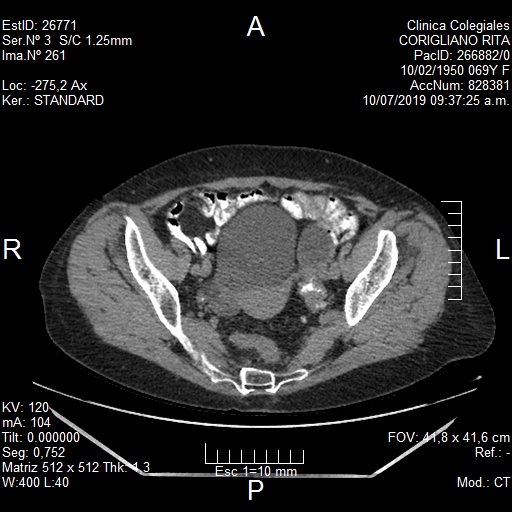 EstID: 26771
Ser.Nº 3 S/C 1.25mm
Ima.Nº 261
Loc: -275,2 Ax
Ker.: STANDARD
A
Clinica Colegiales
CORIGLIANO RITA
PacID: 266882/0
10/02/1950 069Y F
AccNum: 828381
10/07/2019 09:37:25 a.m.
R
L
KV: 120
mA: 104
Tilt: 0.000000
Seg: 0,752
Matriz 512 x 512 Thk: 1.3
W:400 L:40
Esc 1=10 mm
P
FOV: 41,8 x 41,6 cm
Ref.: -
Mod.: CT